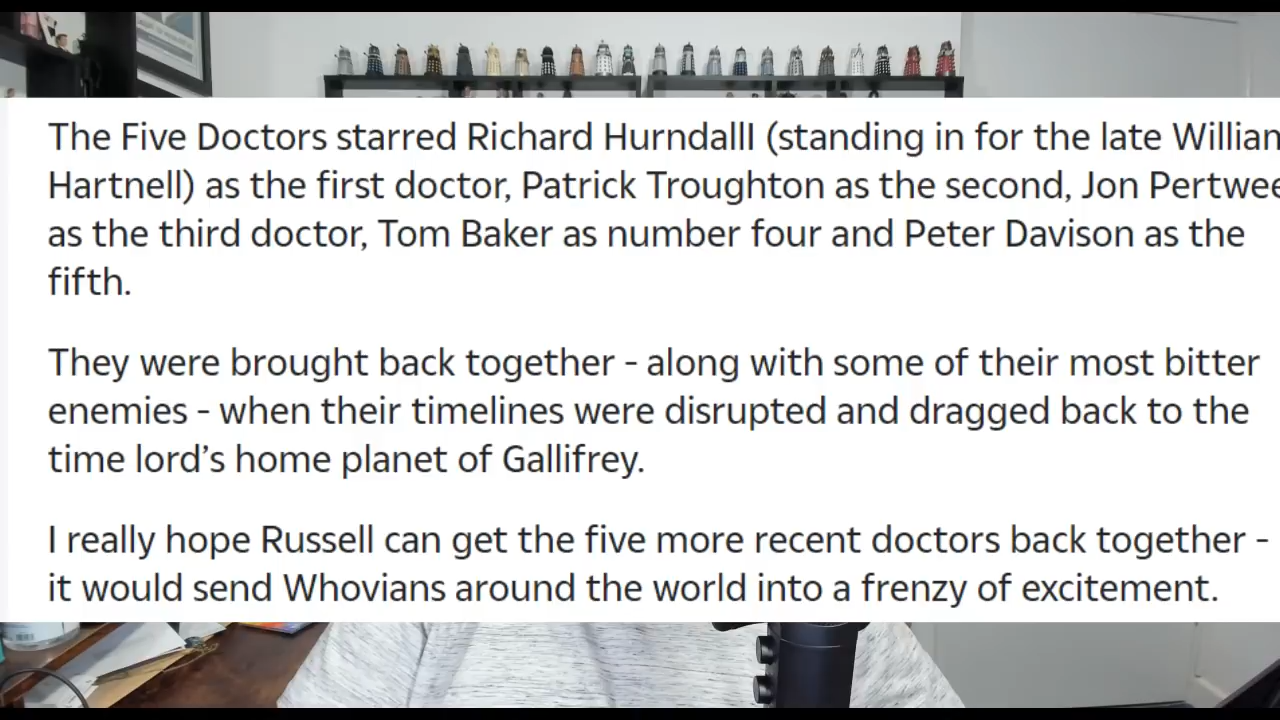 The Five Doctors starred Richard Hurndalll (standing in for the late William
Hartnell) as the first doctor, Patrick Troughton as the second, Jon Pertwee
as the third doctor, Tom Baker as number four and Peter Davison as the
fifth.
They were brought back together - along with some of their most bitter
enemies - when their timelines were disrupted and dragged back to the
time lord’s home planet of Gallifrey.
I really hope Russell can get the five more recent doctors back together -
it would send Whovians around the world into a frenzy of excitement.